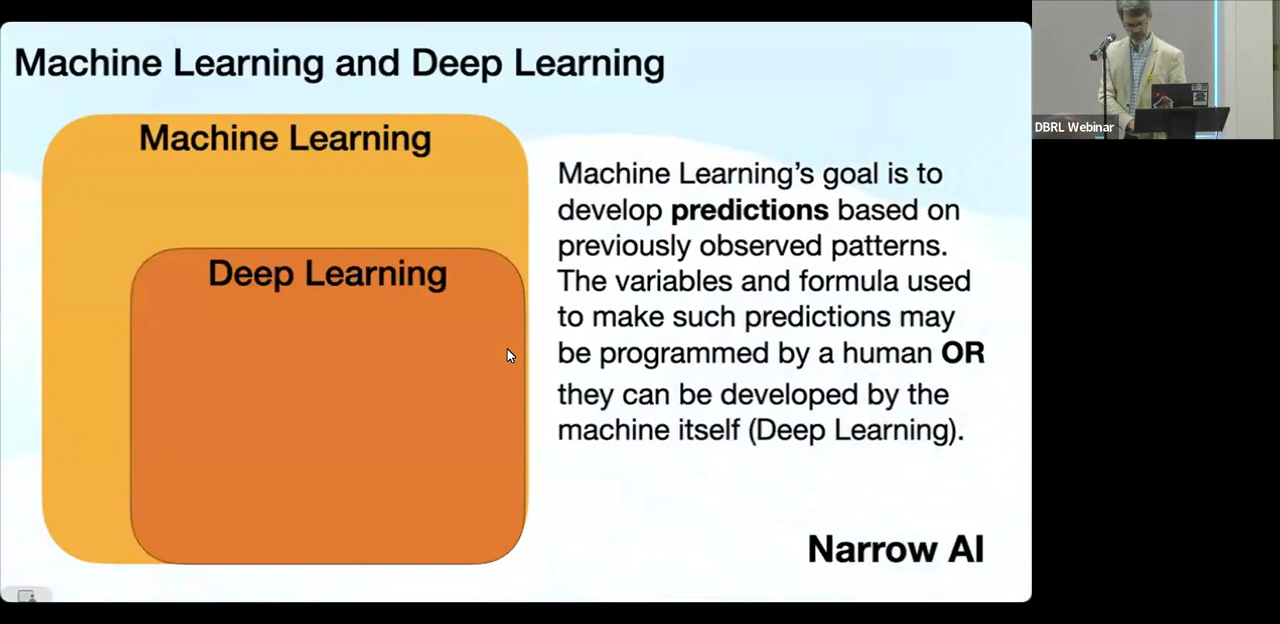 Machine Learning and Deep Learning
Machine Learning
Deep Learning
Machine Learning's goal is to
develop predictions based on
previously observed patterns.
The variables and formula used
to make such predictions may
be programmed by a human OR
they can be developed by the
machine itself (Deep Learning).
Narrow AI
DBRL Webinar